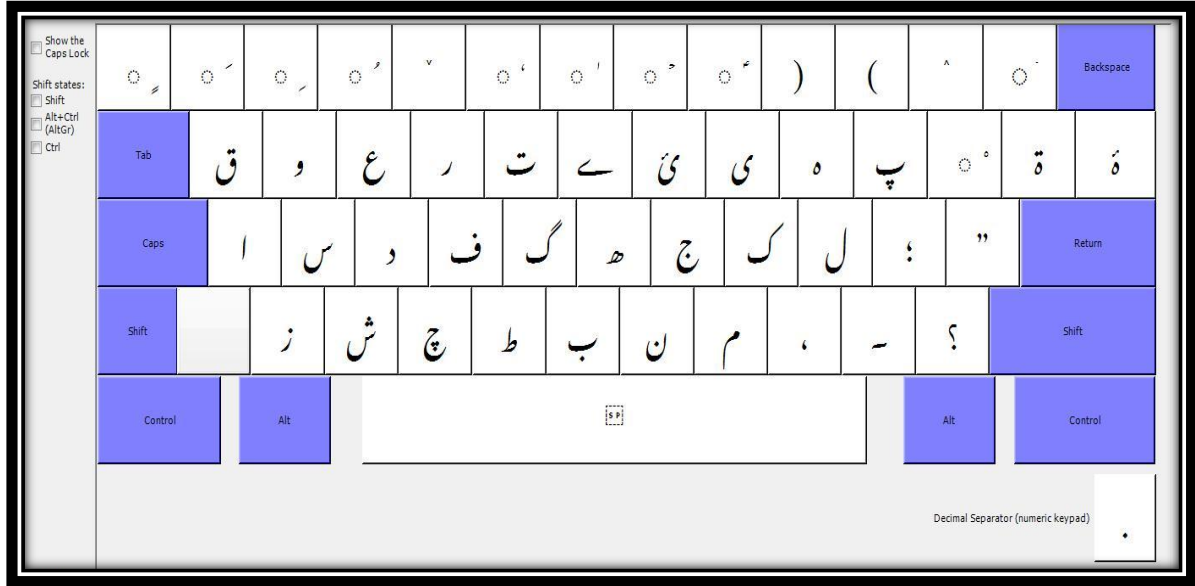 Show the
Caps Lock
Shift states:
Shift
Alt+Ctrl
(AltGr)
Ctrl
◌ٍ ◌َ ◌ِ ◌ُ ˅ ) ( ˄ Backspace
Tab ق و ع ر ت ے ئ ی ہ پ ۃ ۂ
Caps ا س د ف گ ھ ج ک ل ؛ ” Return
Shift ز ش چ ط ب ن م ، ۔ ؟ Shift
Control Alt SP Alt Control
Decimal Separator (numeric keypad) .